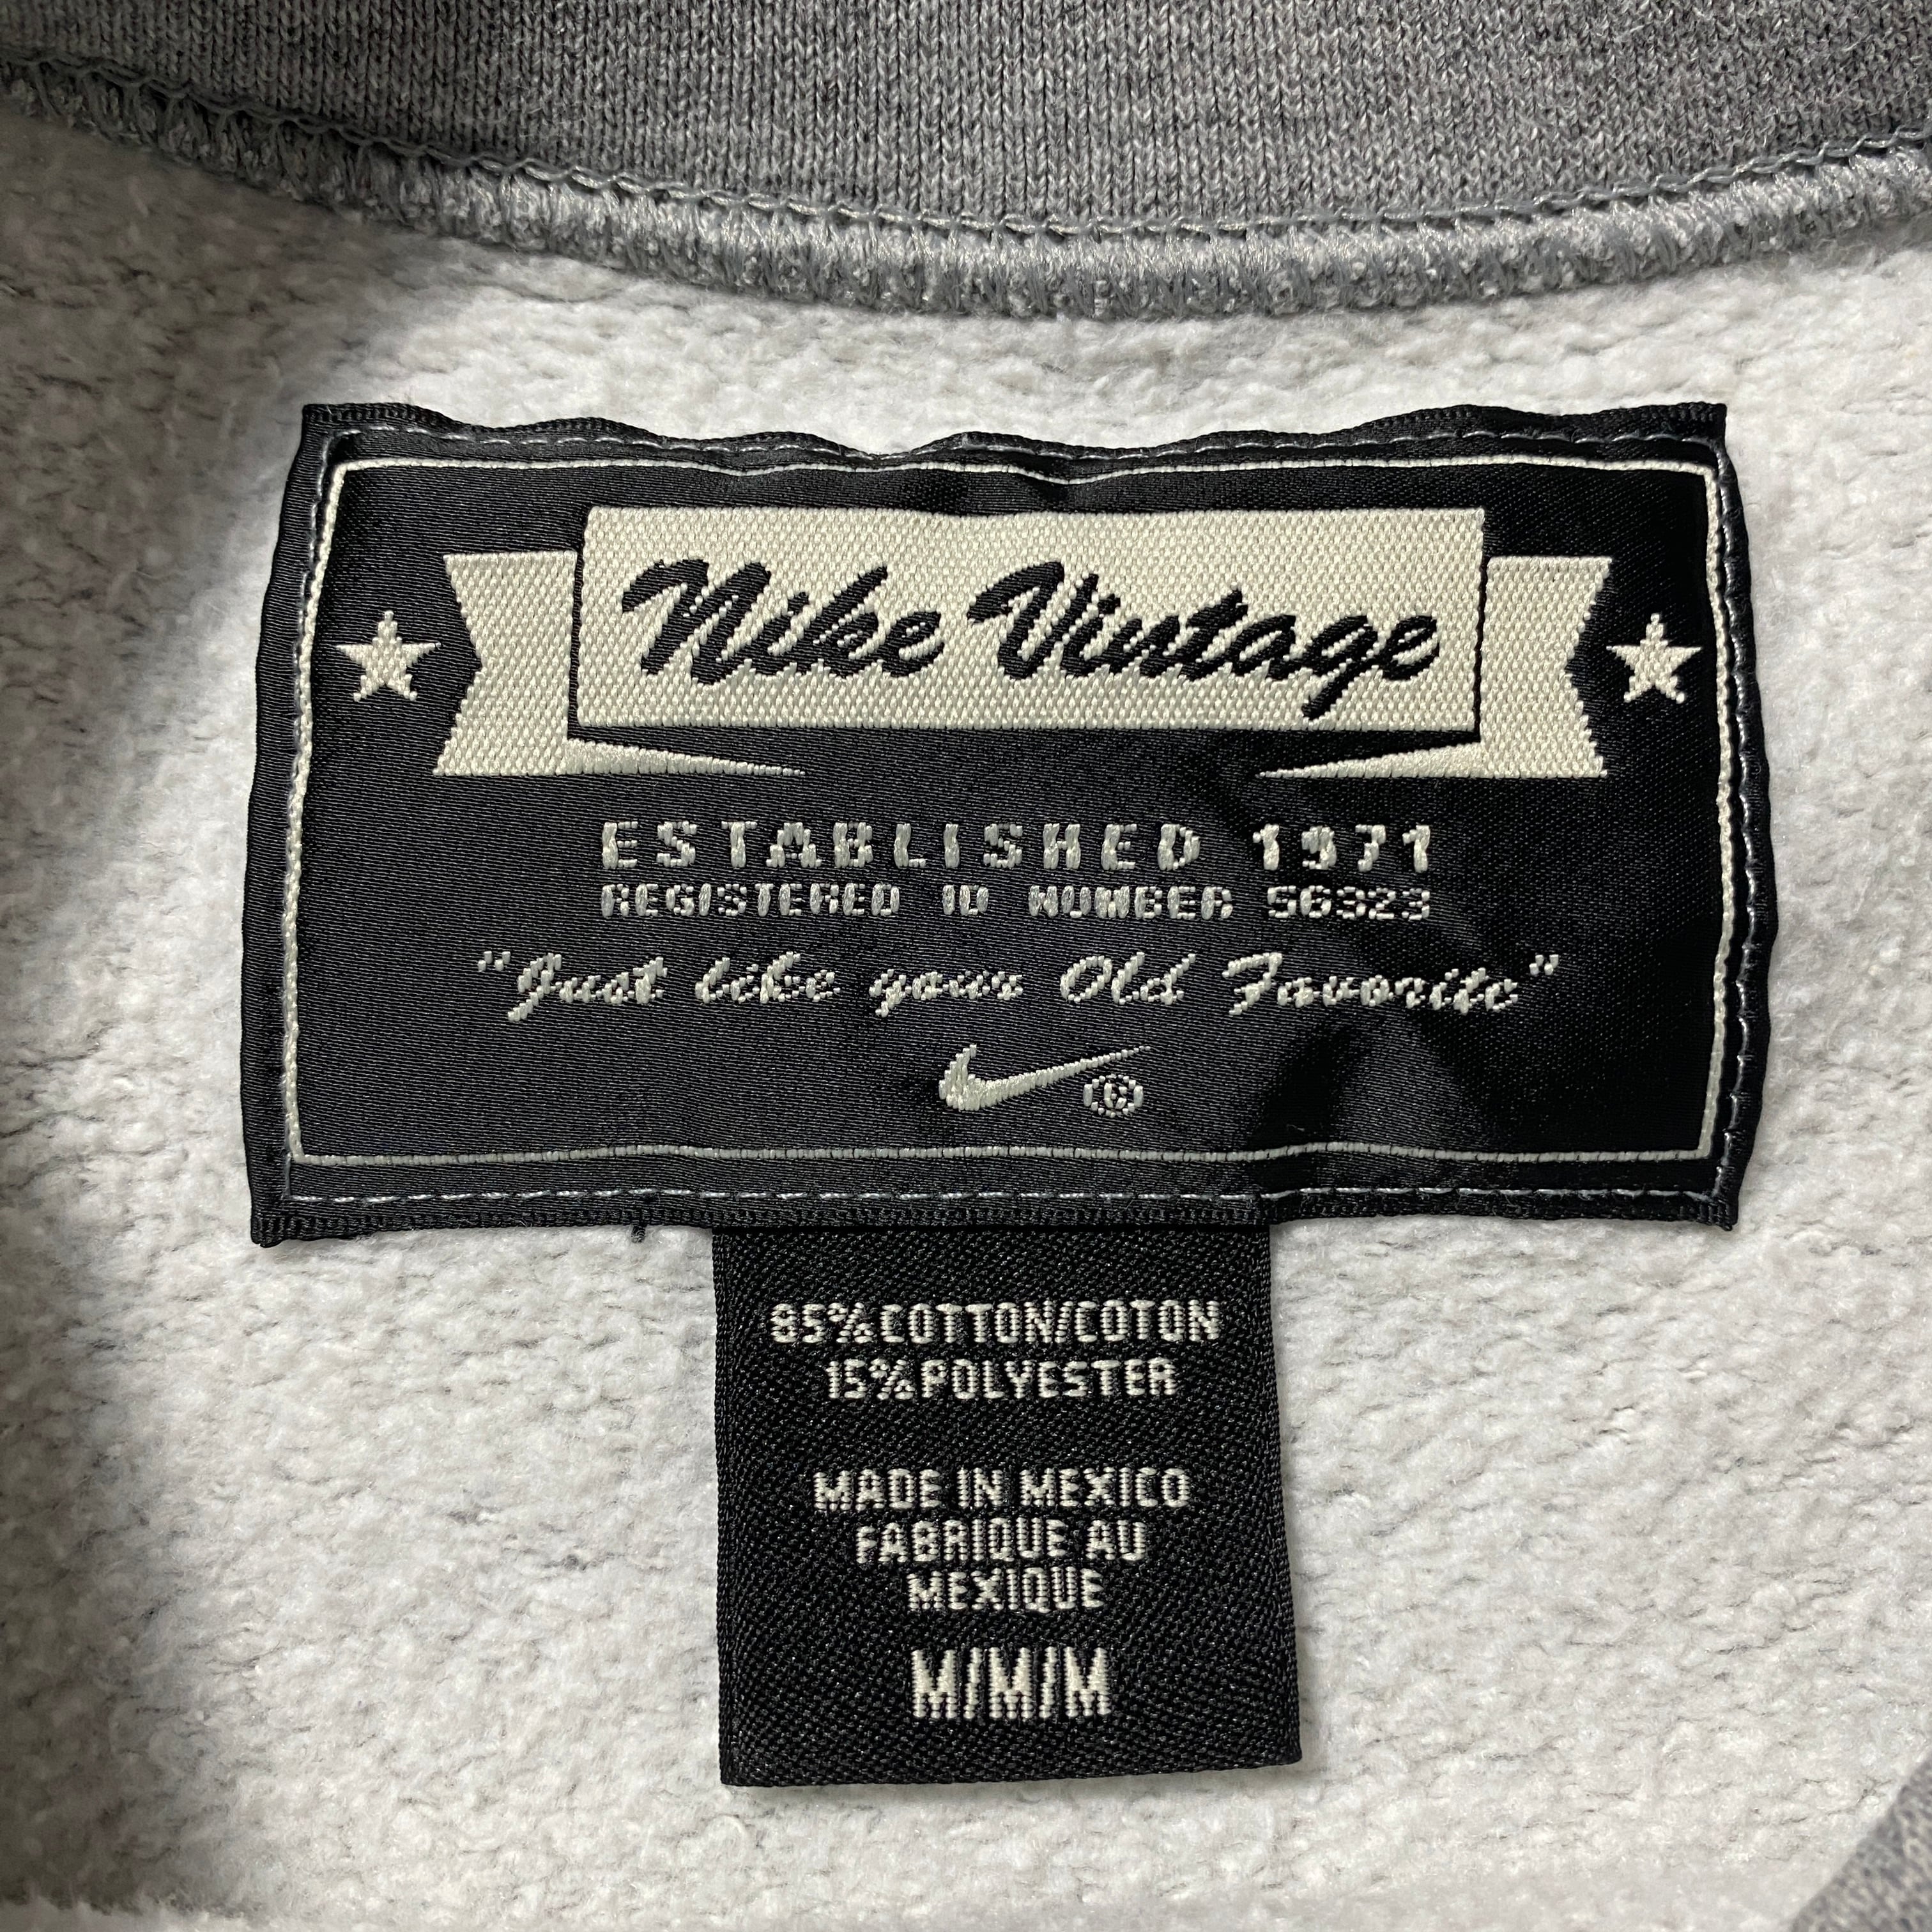 Nike Vintage
ESTABLISHED 1971
REGISTERED ID NUMBER 56323
"Just like your Old Favorite"
®
85% COTTON/COTON
15% POLYESTER
MADE IN MEXICO
FABRIQUE AU
MEXIQUE
M/M/M